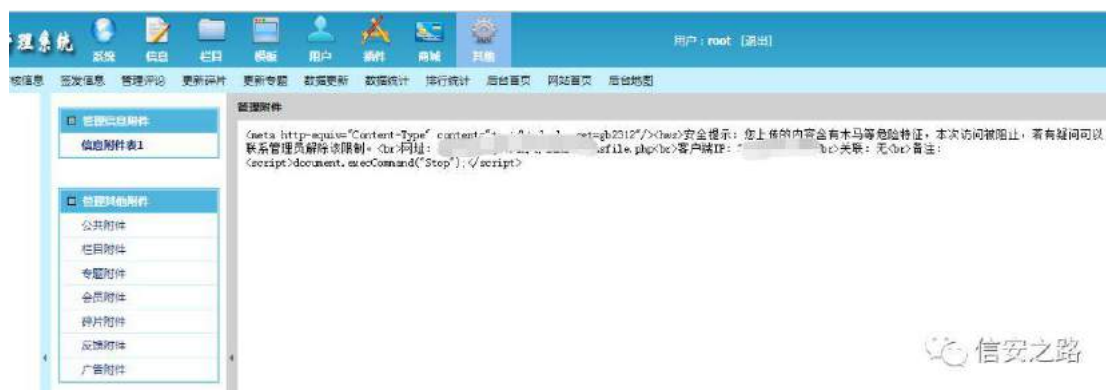 管理系统
系统 信息 栏目 模板 用户 插件 商城 其他
用户：root [退出]
核信息 签发信息 管理评论 更新碎片 更新专题 数据更新 数据统计 排行统计 后台首页 网站首页 后台地图
管理信息附件
信息附件表1
管理其他附件
公共附件
栏目附件
专题附件
会员附件
碎片附件
反馈附件
广告附件
管理附件
<meta http-equiv="Content-Type" content="t et=gb2312"/><hws>安全提示：您上传的内容含有木马等危险特征，本次访问被阻止，若有疑问可以
联系管理员解除该限制。<br>网址： sfile.php<br>客户端IP： br>关联：无<br>备注：
<script>document.execCommand("Stop");</script>
信安之路